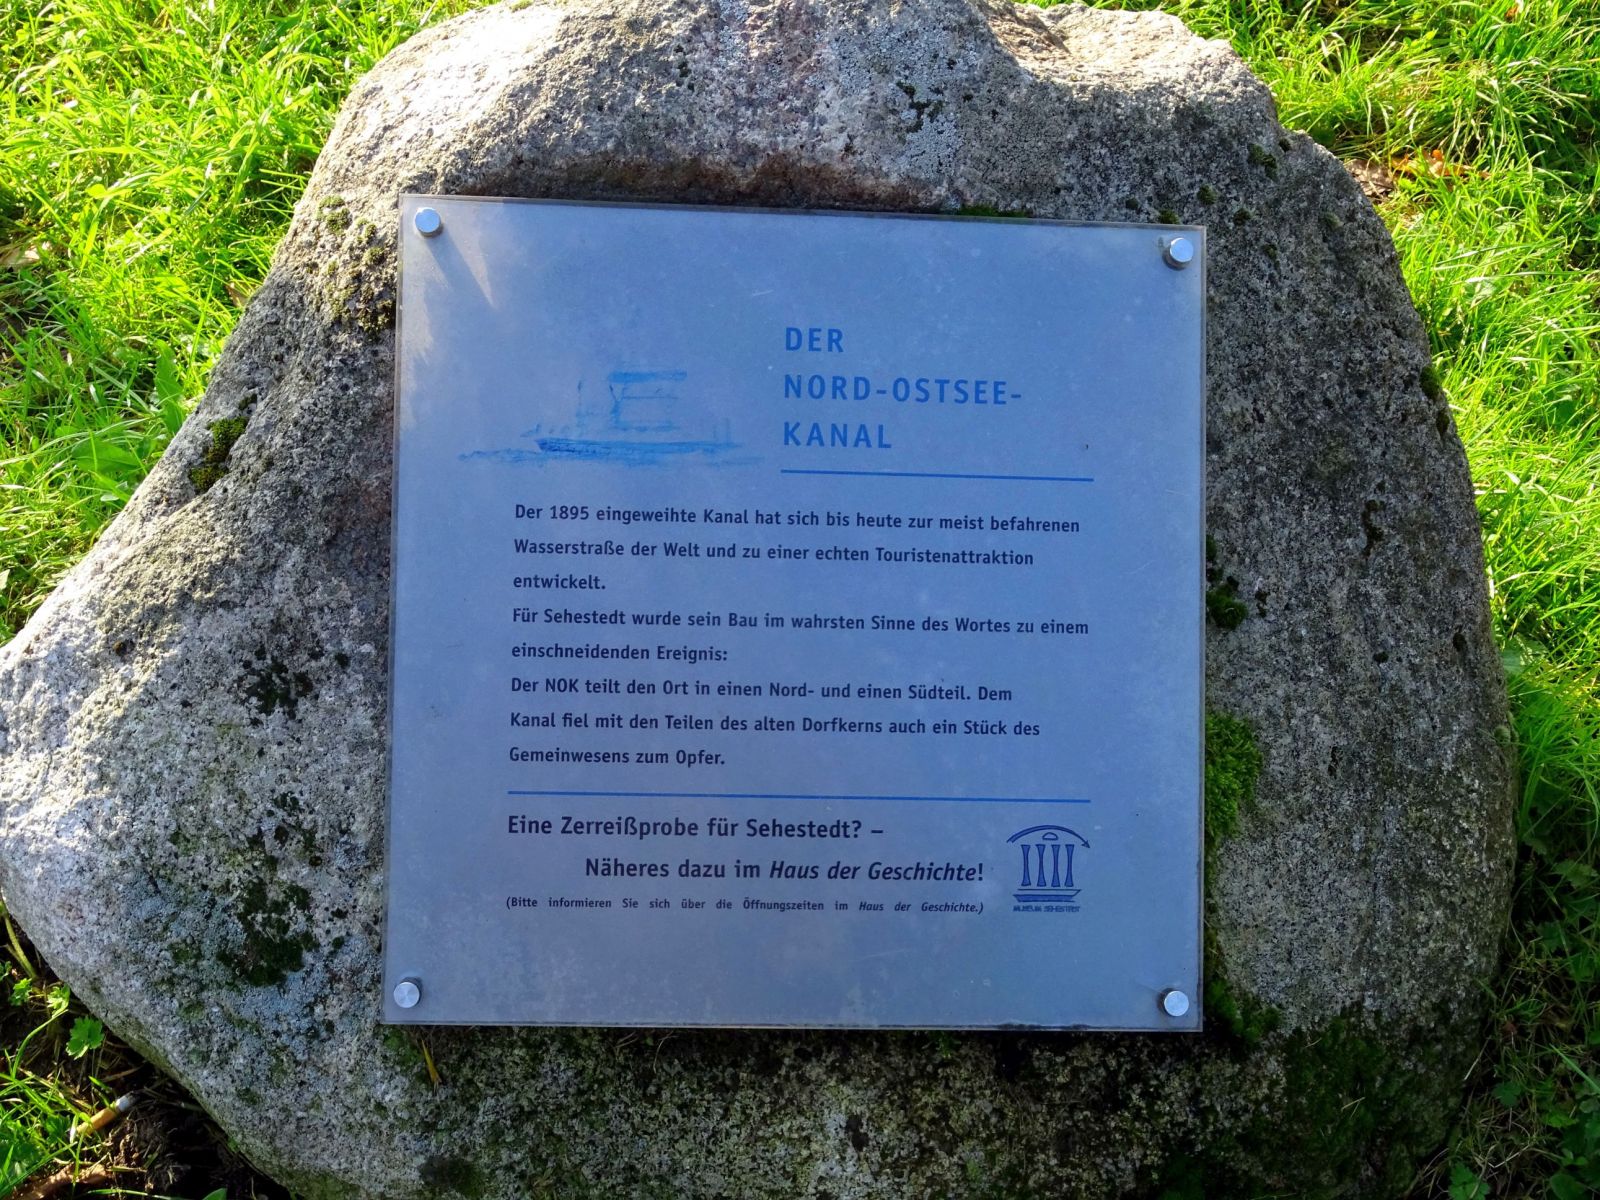 DER
NORD-OSTSEE-
KANAL
Der 1895 eingeweihte Kanal hat sich bis heute zur meist befahrenen
Wasserstraße der Welt und zu einer echten Touristenattraktion
entwickelt.
Für Sehestedt wurde sein Bau im wahrsten Sinne des Wortes zu einem
einschneidenden Ereignis:
Der NOK teilt den Ort in einen Nord- und einen Südteil. Dem
Kanal fiel mit den Teilen des alten Dorfkerns auch ein Stück des
Gemeinwesens zum Opfer.
Eine Zerreißprobe für Sehestedt? –
Näheres dazu im Haus der Geschichte!
(Bitte informieren Sie sich über die Öffnungszeiten im Haus der Geschichte.)
MUSEUM SEHESTEDT